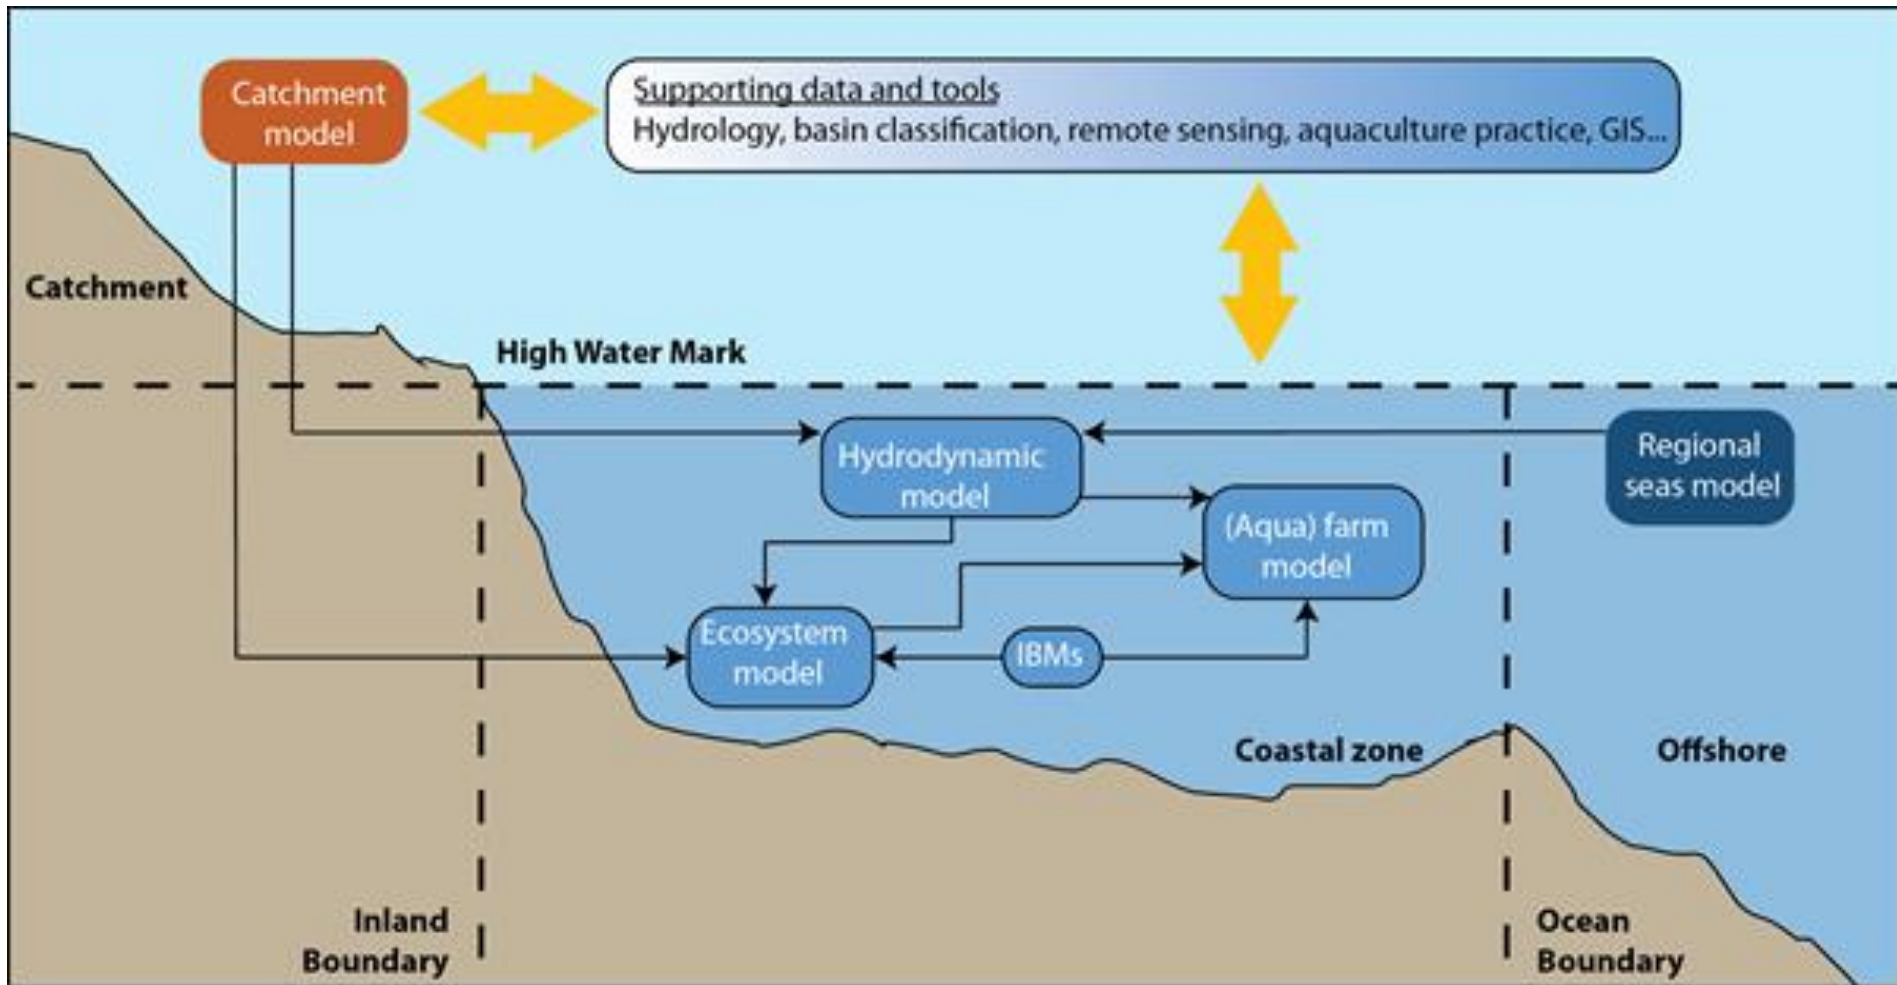 Catchment
model
Supporting data and tools
Hydrology, basin classification, remote sensing, aquaculture practice, GIS...
Catchment
High Water Mark
Hydrodynamic
model
Regional
seas model
(Aqua) farm
model
Ecosystem
model
IBMs
Coastal zone
Offshore
Inland
Boundary
Ocean
Boundary